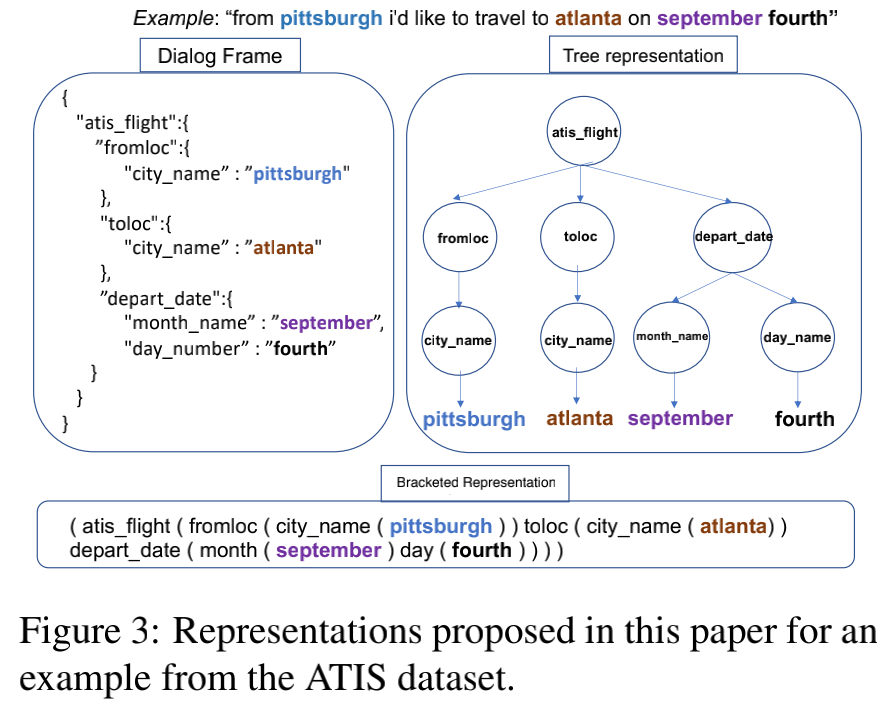 Example: “from pittsburgh i'd like to travel to atlanta on september fourth”
Dialog Frame
{
"atis_flight":{
”fromloc":{
"city_name” : "pittsburgh"
},
"toloc":{
"city_name” : "atlanta"
},
”depart_date":{
"month_name” : ”september”,
"day_number” : ”fourth”
}
}
}
Tree representation
atis_flight
fromloc
toloc
depart_date
city_name
city_name
month_name
day_name
pittsburgh
atlanta
september
fourth
Bracketed Representation
( atis_flight ( fromloc ( city_name ( pittsburgh ) ) toloc ( city_name ( atlanta) )
depart_date ( month ( september ) day ( fourth ) ) ) )
Figure 3: Representations proposed in this paper for an
example from the ATIS dataset.